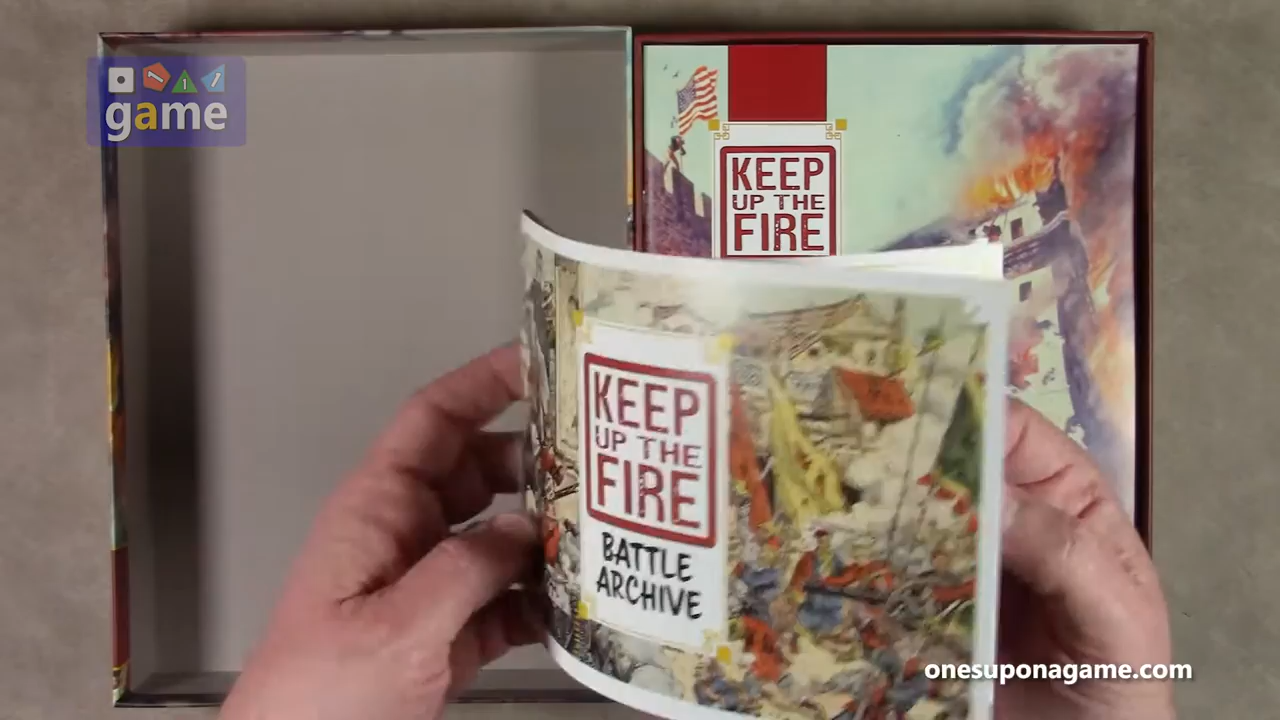 game
KEEP
UP THE
FIRE
KEEP
UP THE
FIRE
BATTLE
ARCHIVE
onesuponagame.com